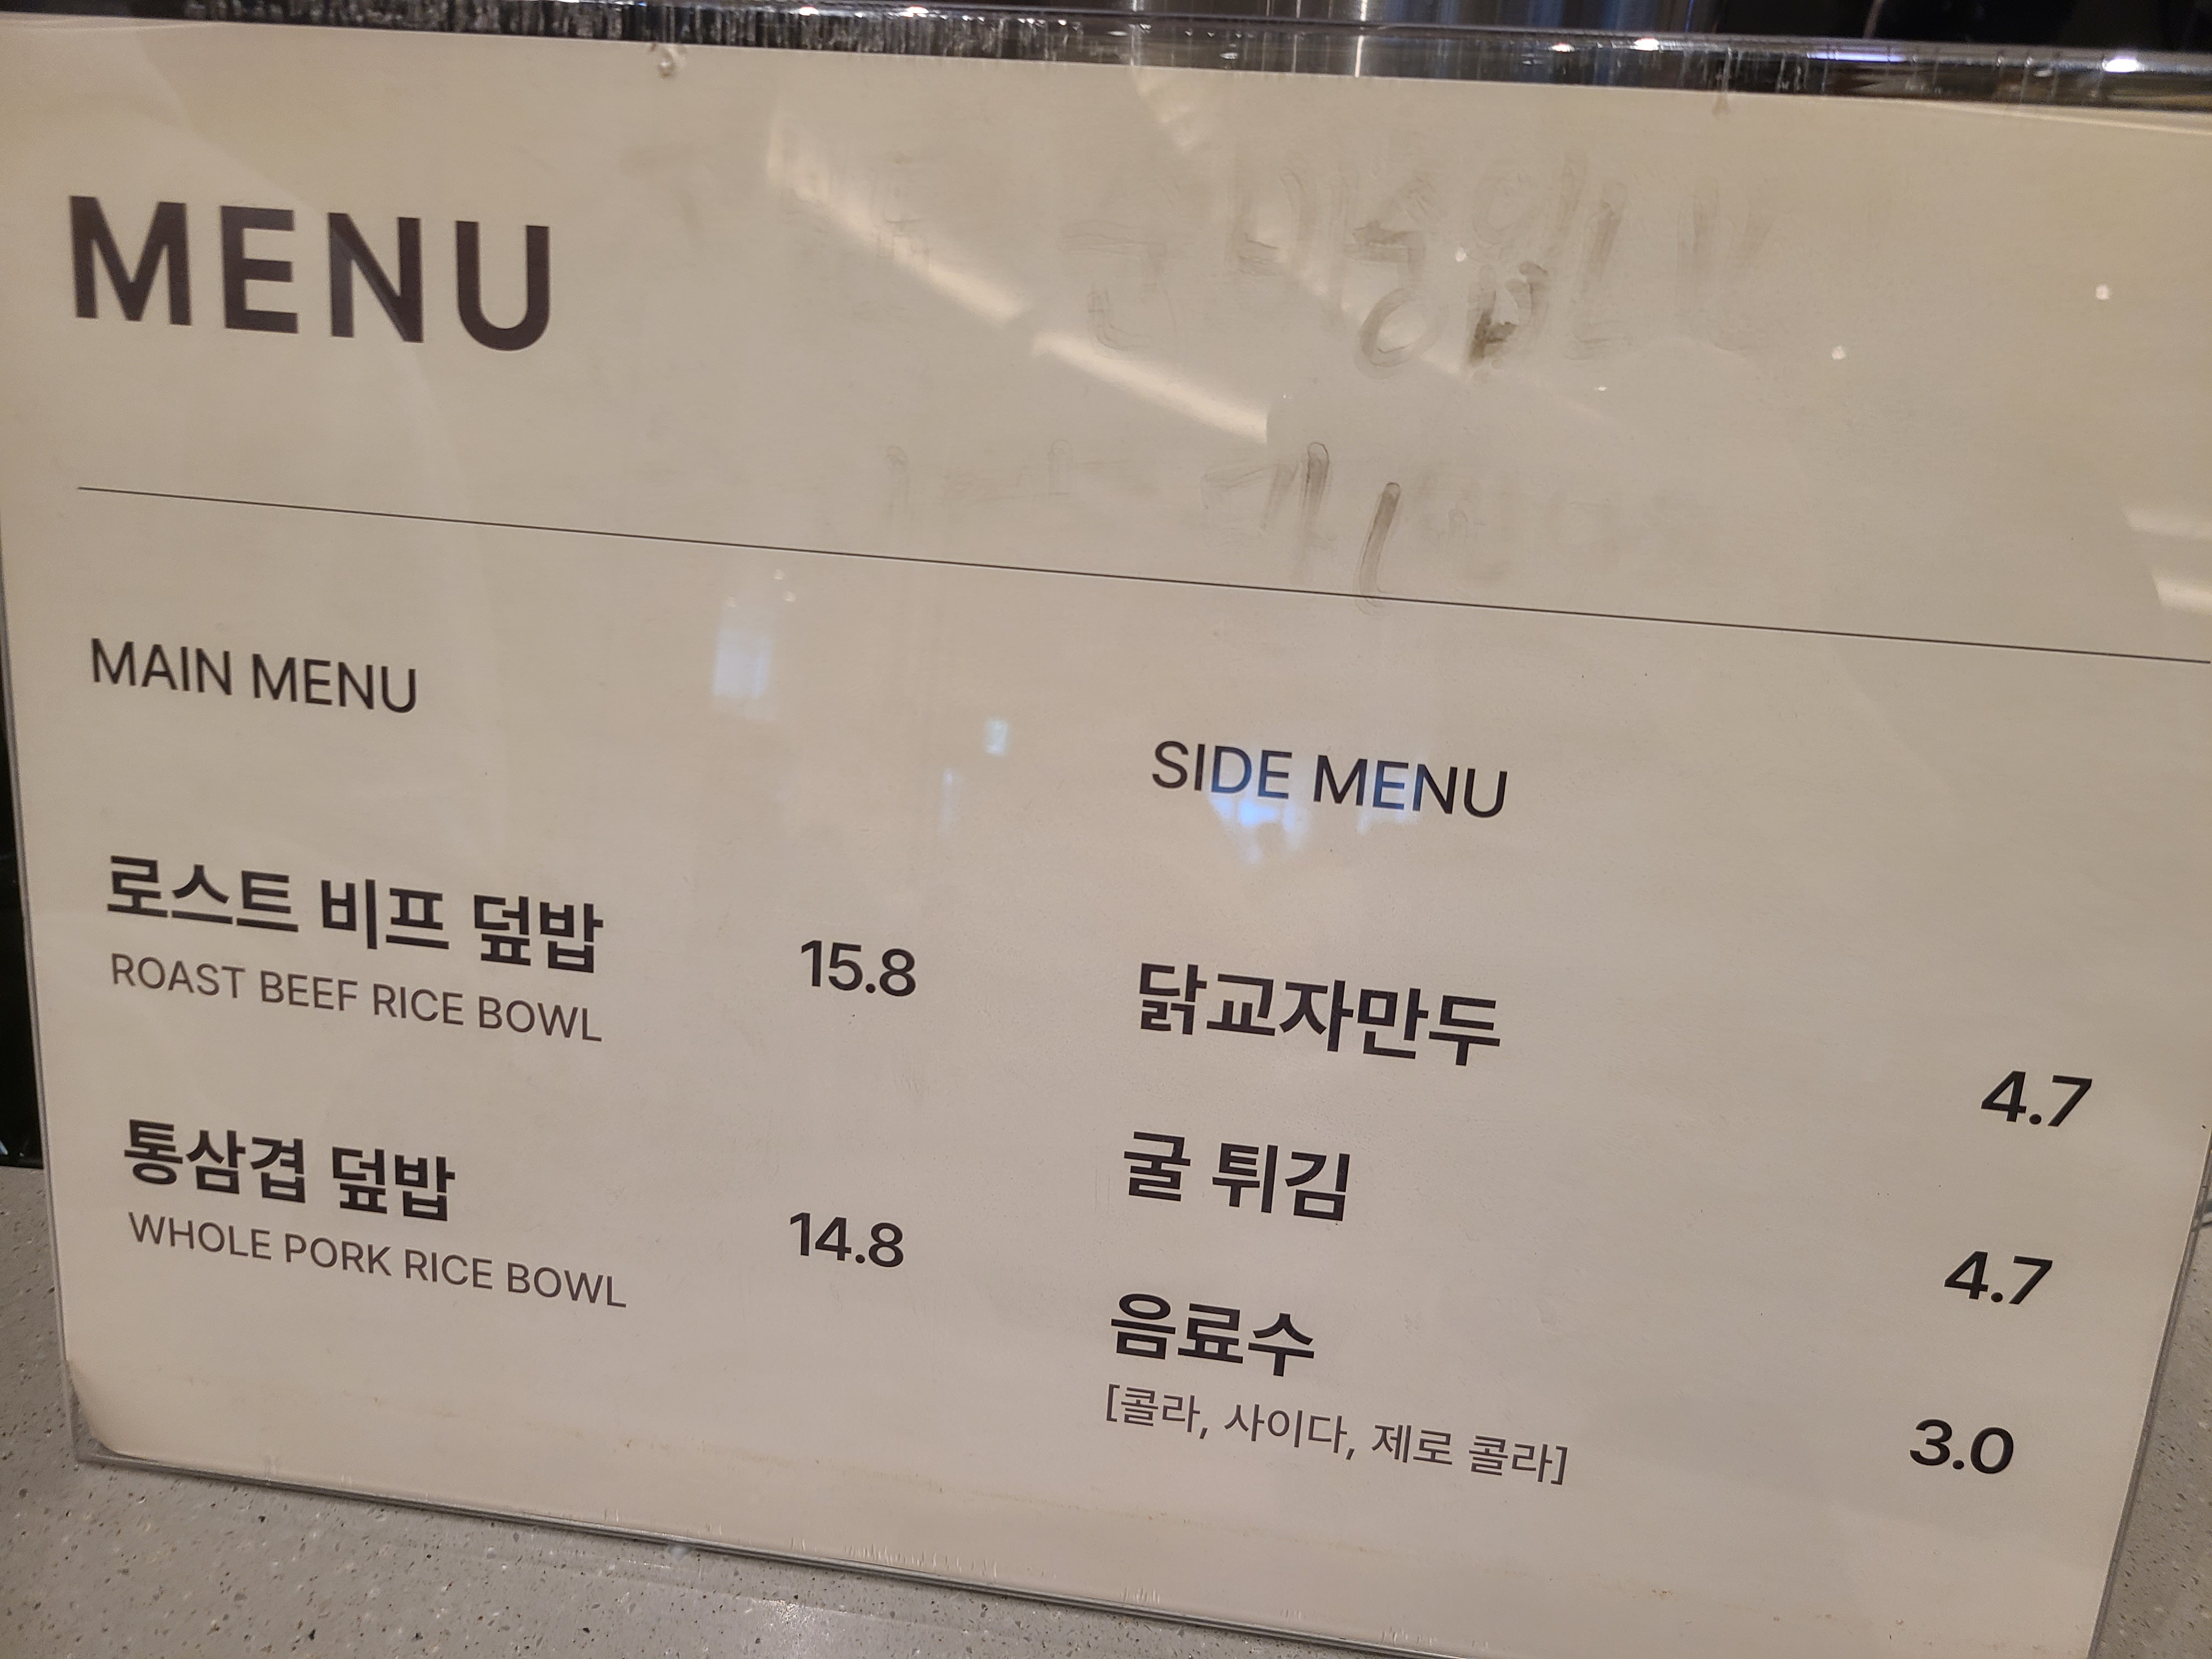 MENU
MAIN MENU
로스트 비프 덮밥 15.8
ROAST BEEF RICE BOWL
통삼겹 덮밥 14.8
WHOLE PORK RICE BOWL
SIDE MENU
닭교자만두 4.7
굴 튀김 4.7
음료수
[콜라, 사이다, 제로 콜라] 3.0